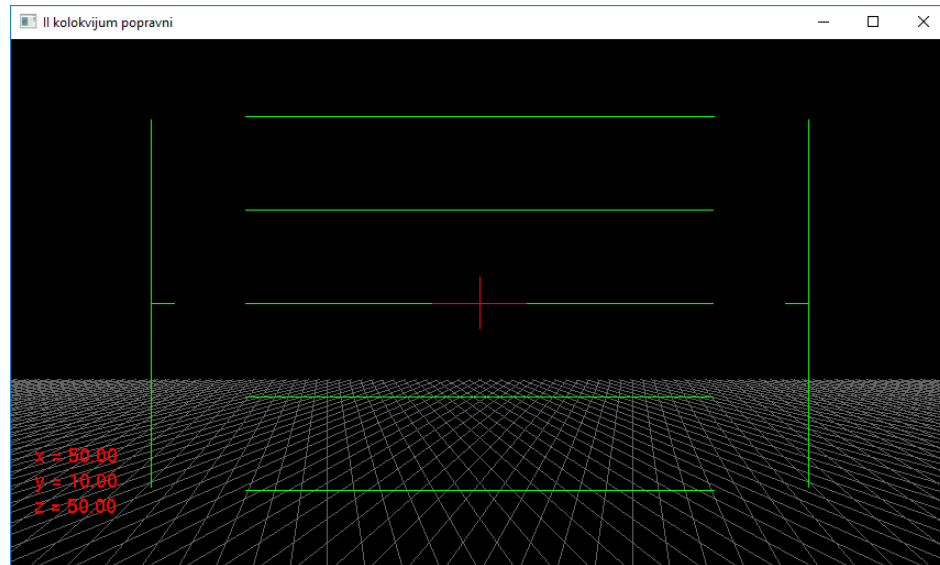 II kolokvijum popravni
x = 50.00
y = 10.00
z = 50.00